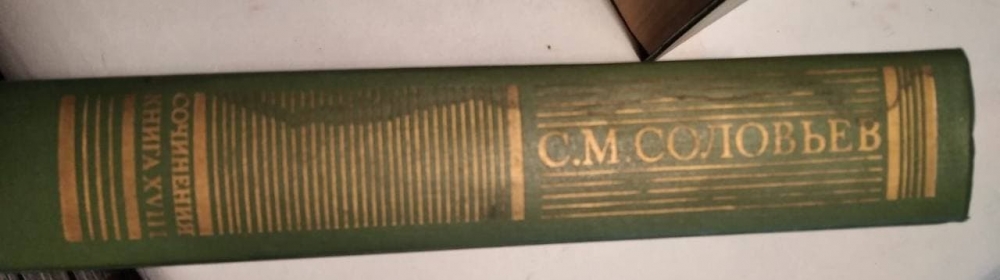 С.М. СОЛОВЬЕВ
СОЧИНЕНИЯ
КНИГА XVIII